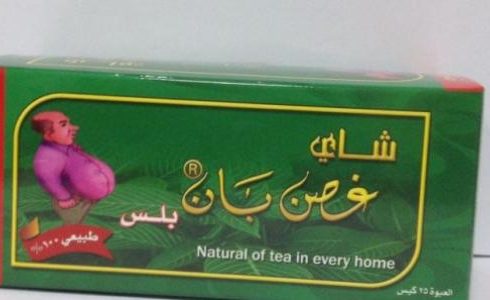 شاي
غصن بان®
بلس
طبيعي ١٠٠%
Natural of tea in every home
العبوة ٢٥ كيس